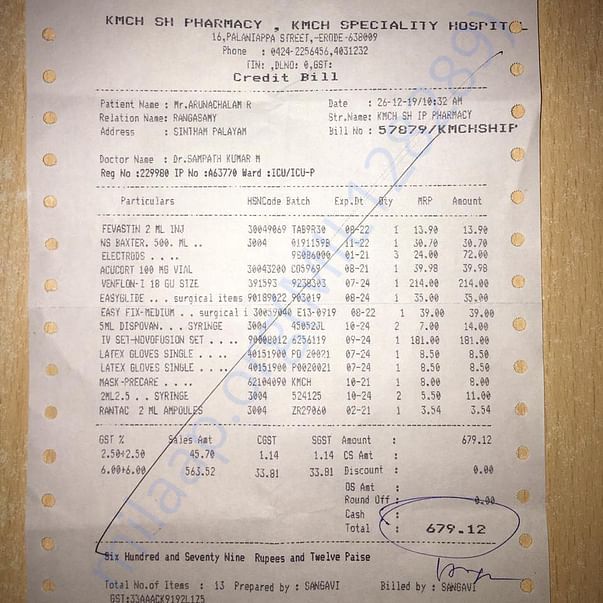 KMCH SH PHARMACY , KMCH SPECIALITY HOSPITAL
16,PALANIAPPA STREET,-ERODE-638009
Phone : 0424-2256456,4031232
TIN: ,DLNO: 0,GST:
Credit Bill
Patient Name : Mr.ARUNACHALAM R Date : 26-12-19/10:32 AM
Relation Name: RANGASAMY Str.Name: KMCH SH IP PHARMACY
Address : SINTHAM PALAYAM Bill No : 57879/KMCHSHIP
Doctor Name : Dr.SAMPATH KUMAR M
Reg No :229980 IP No :A63770 Ward :ICU/ICU-P
Particulars HSNCode Batch Exp.Dt Qty MRP Amount
FEVASTIN 2 ML INJ 30049069 TAB9R30 08-22 1 13.90 13.90
NS BAXTER. 500. ML .. 3004 0191159B 11-22 1 30.70 30.70
ELECTRODS .... 01-21 3 24.00 72.00
ACUCORT 100 MG VIAL 30043200 C05969 08-21 1 39.98 39.98
VENFLON-I 18 GU SIZE 391593 9238303 07-24 1 214.00 214.00
EASYGLIDE ... surgical items 90189022 903019 08-24 1 35.00 35.00
EASY FIX-MEDIUM .. surgical i 30059040 E13-0919 08-22 1 39.00 39.00
5ML DISPOVAN... SYRINGE 3004 45052JL 10-24 2 7.00 14.00
IV SET-NOVOFUSION SET .... 6256119 09-24 1 181.00 181.00
LATEX GLOVES SINGLE .... 40151900 07-24 1 8.50 8.50
LATEX GLOVES SINGLE .... 40151900 P0020021 07-24 1 8.50 8.50
MASK-PRECARE .... 62104090 KMCH 10-21 1 8.00 8.00
2ML2.5 .. SYRINGE 3004 524125 10-24 2 5.50 11.00
RANTAC 2 ML AMPOULES 3004 ZR29060 02-21 1 3.54 3.54
GST % Sales Amt CGST SGST Amount : 679.12
2.50+2.50 45.70 1.14 1.14 CS Amt :
6.00+6.00 563.52 33.81 33.81 Discount : 0.00
OS Amt :
Round Off : 0.00
Cash :
Total : 679.12
Six Hundred and Seventy Nine Rupees and Twelve Paise
Total No.of Items : 13 Prepared by : SANGAVI Billed by : SANGAVI
GST:33AAACK9192L1Z5